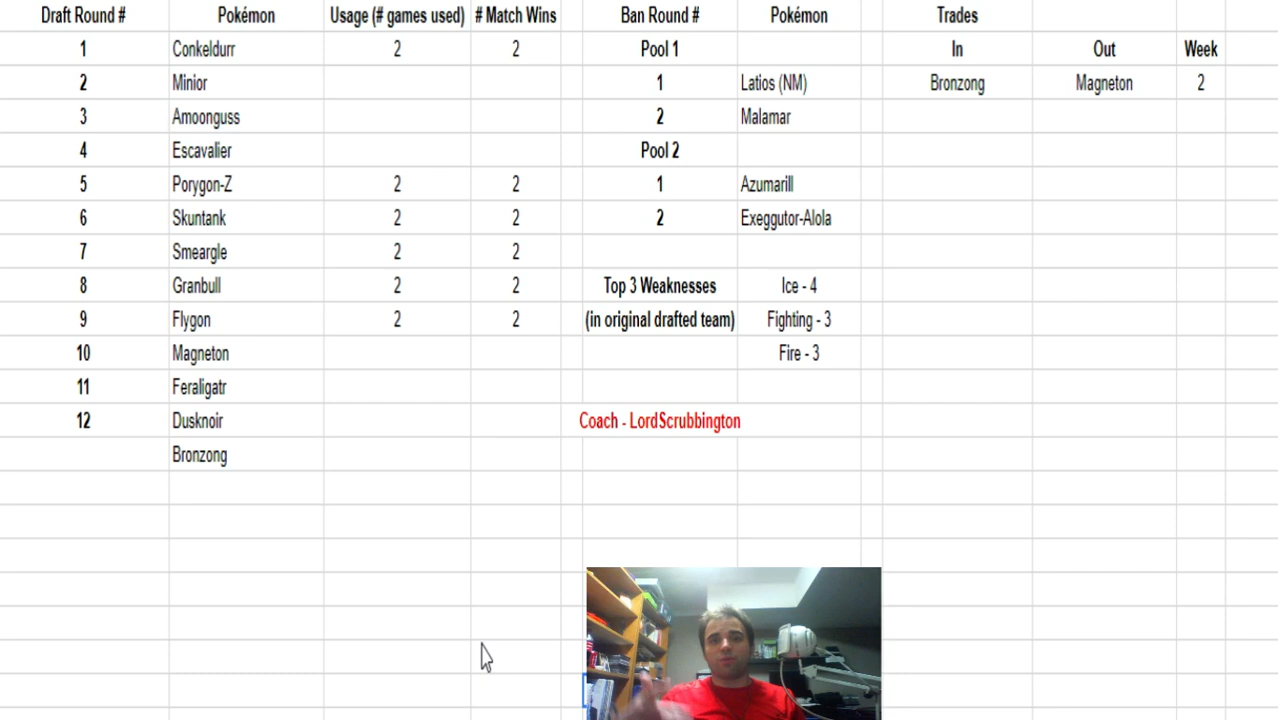 Draft Round # Pokémon Usage (# games used) # Match Wins Ban Round # Pokémon Trades
1 Conkeldurr 2 2 Pool 1 In Out Week
2 Minior 1 Latios (NM) Bronzong Magneton 2
3 Amoonguss 2 Malamar
4 Escavalier Pool 2
5 Porygon-Z 2 2 1 Azumarill
6 Skuntank 2 2 2 Exeggutor-Alola
7 Smeargle 2 2
8 Granbull 2 2 Top 3 Weaknesses Ice - 4
9 Flygon 2 2 (in original drafted team) Fighting - 3
10 Magneton Fire - 3
11 Feraligatr
12 Dusknoir Coach - LordScrubbington
Bronzong